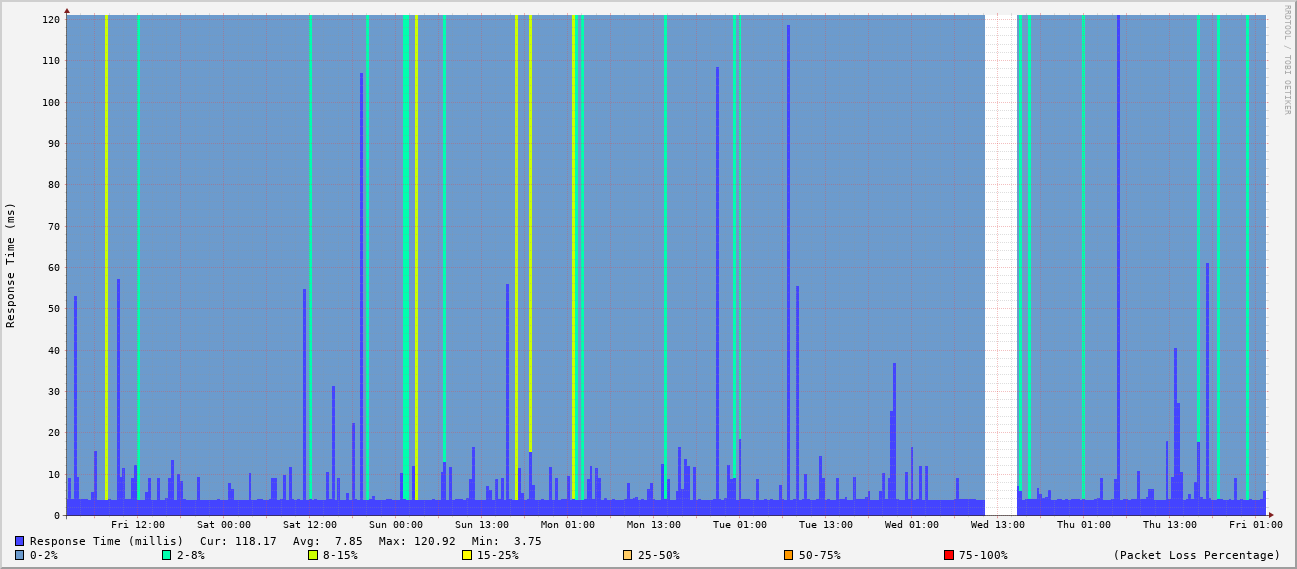 RRDTOOL / TOBI OETIKER
Response Time (ms)
120
110
100
90
80
70
60
50
40
30
20
10
0
Fri 12:00 Sat 00:00 Sat 12:00 Sun 00:00 Sun 13:00 Mon 01:00 Mon 13:00 Tue 01:00 Tue 13:00 Wed 01:00 Wed 13:00 Thu 01:00 Thu 13:00 Fri 01:00
Response Time (millis) Cur: 118.17 Avg: 7.85 Max: 120.92 Min: 3.75
0-2% 2-8% 8-15% 15-25% 25-50% 50-75% 75-100% (Packet Loss Percentage)